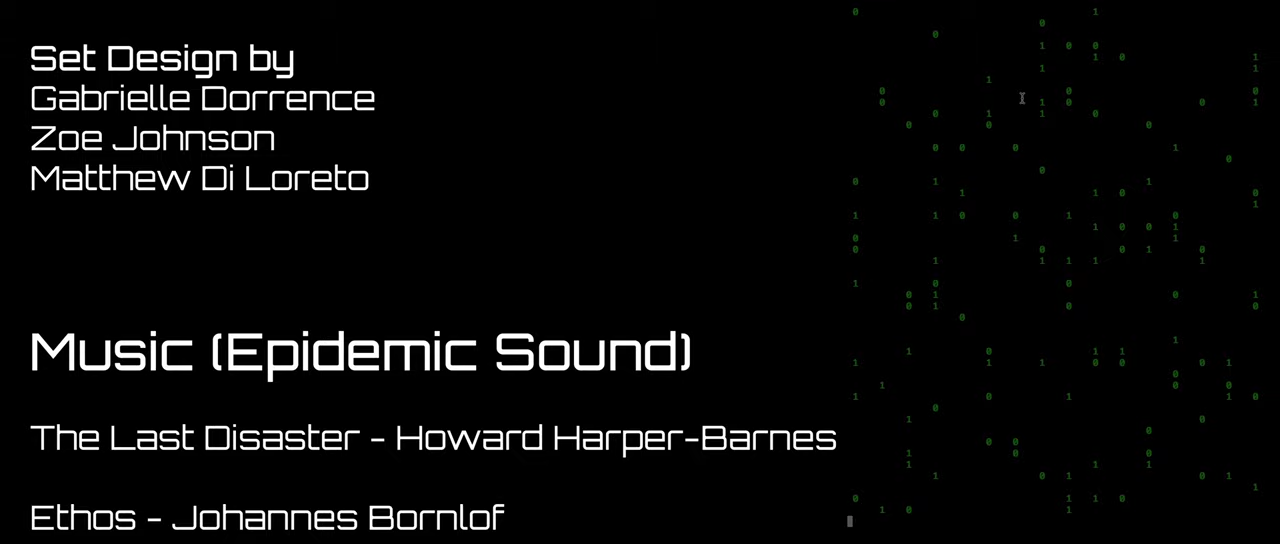 Set Design by
Gabrielle Dorrence
Zoe Johnson
Matthew Di Loreto
Music (Epidemic Sound)
The Last Disaster - Howard Harper-Barnes
Ethos - Johannes Bornlof